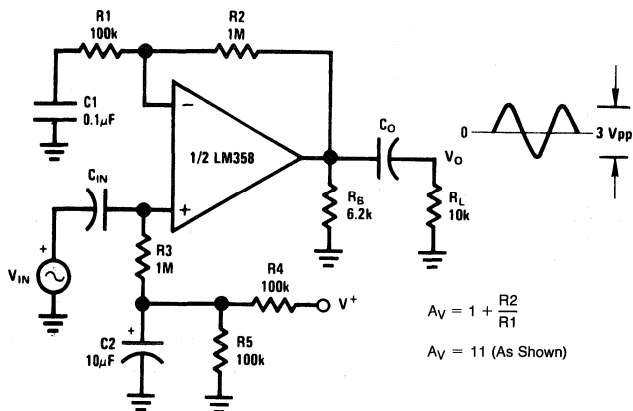 R1
100k
R2
1M
C1
0.1µF
−
1/2 LM358
+
CO
VO
0
3 Vpp
CIN
RB
6.2k
RL
10k
+
VIN
R3
1M
R4
100k
V+
+
C2
10µF
R5
100k
AV = 1 + R2/R1
AV = 11 (As Shown)